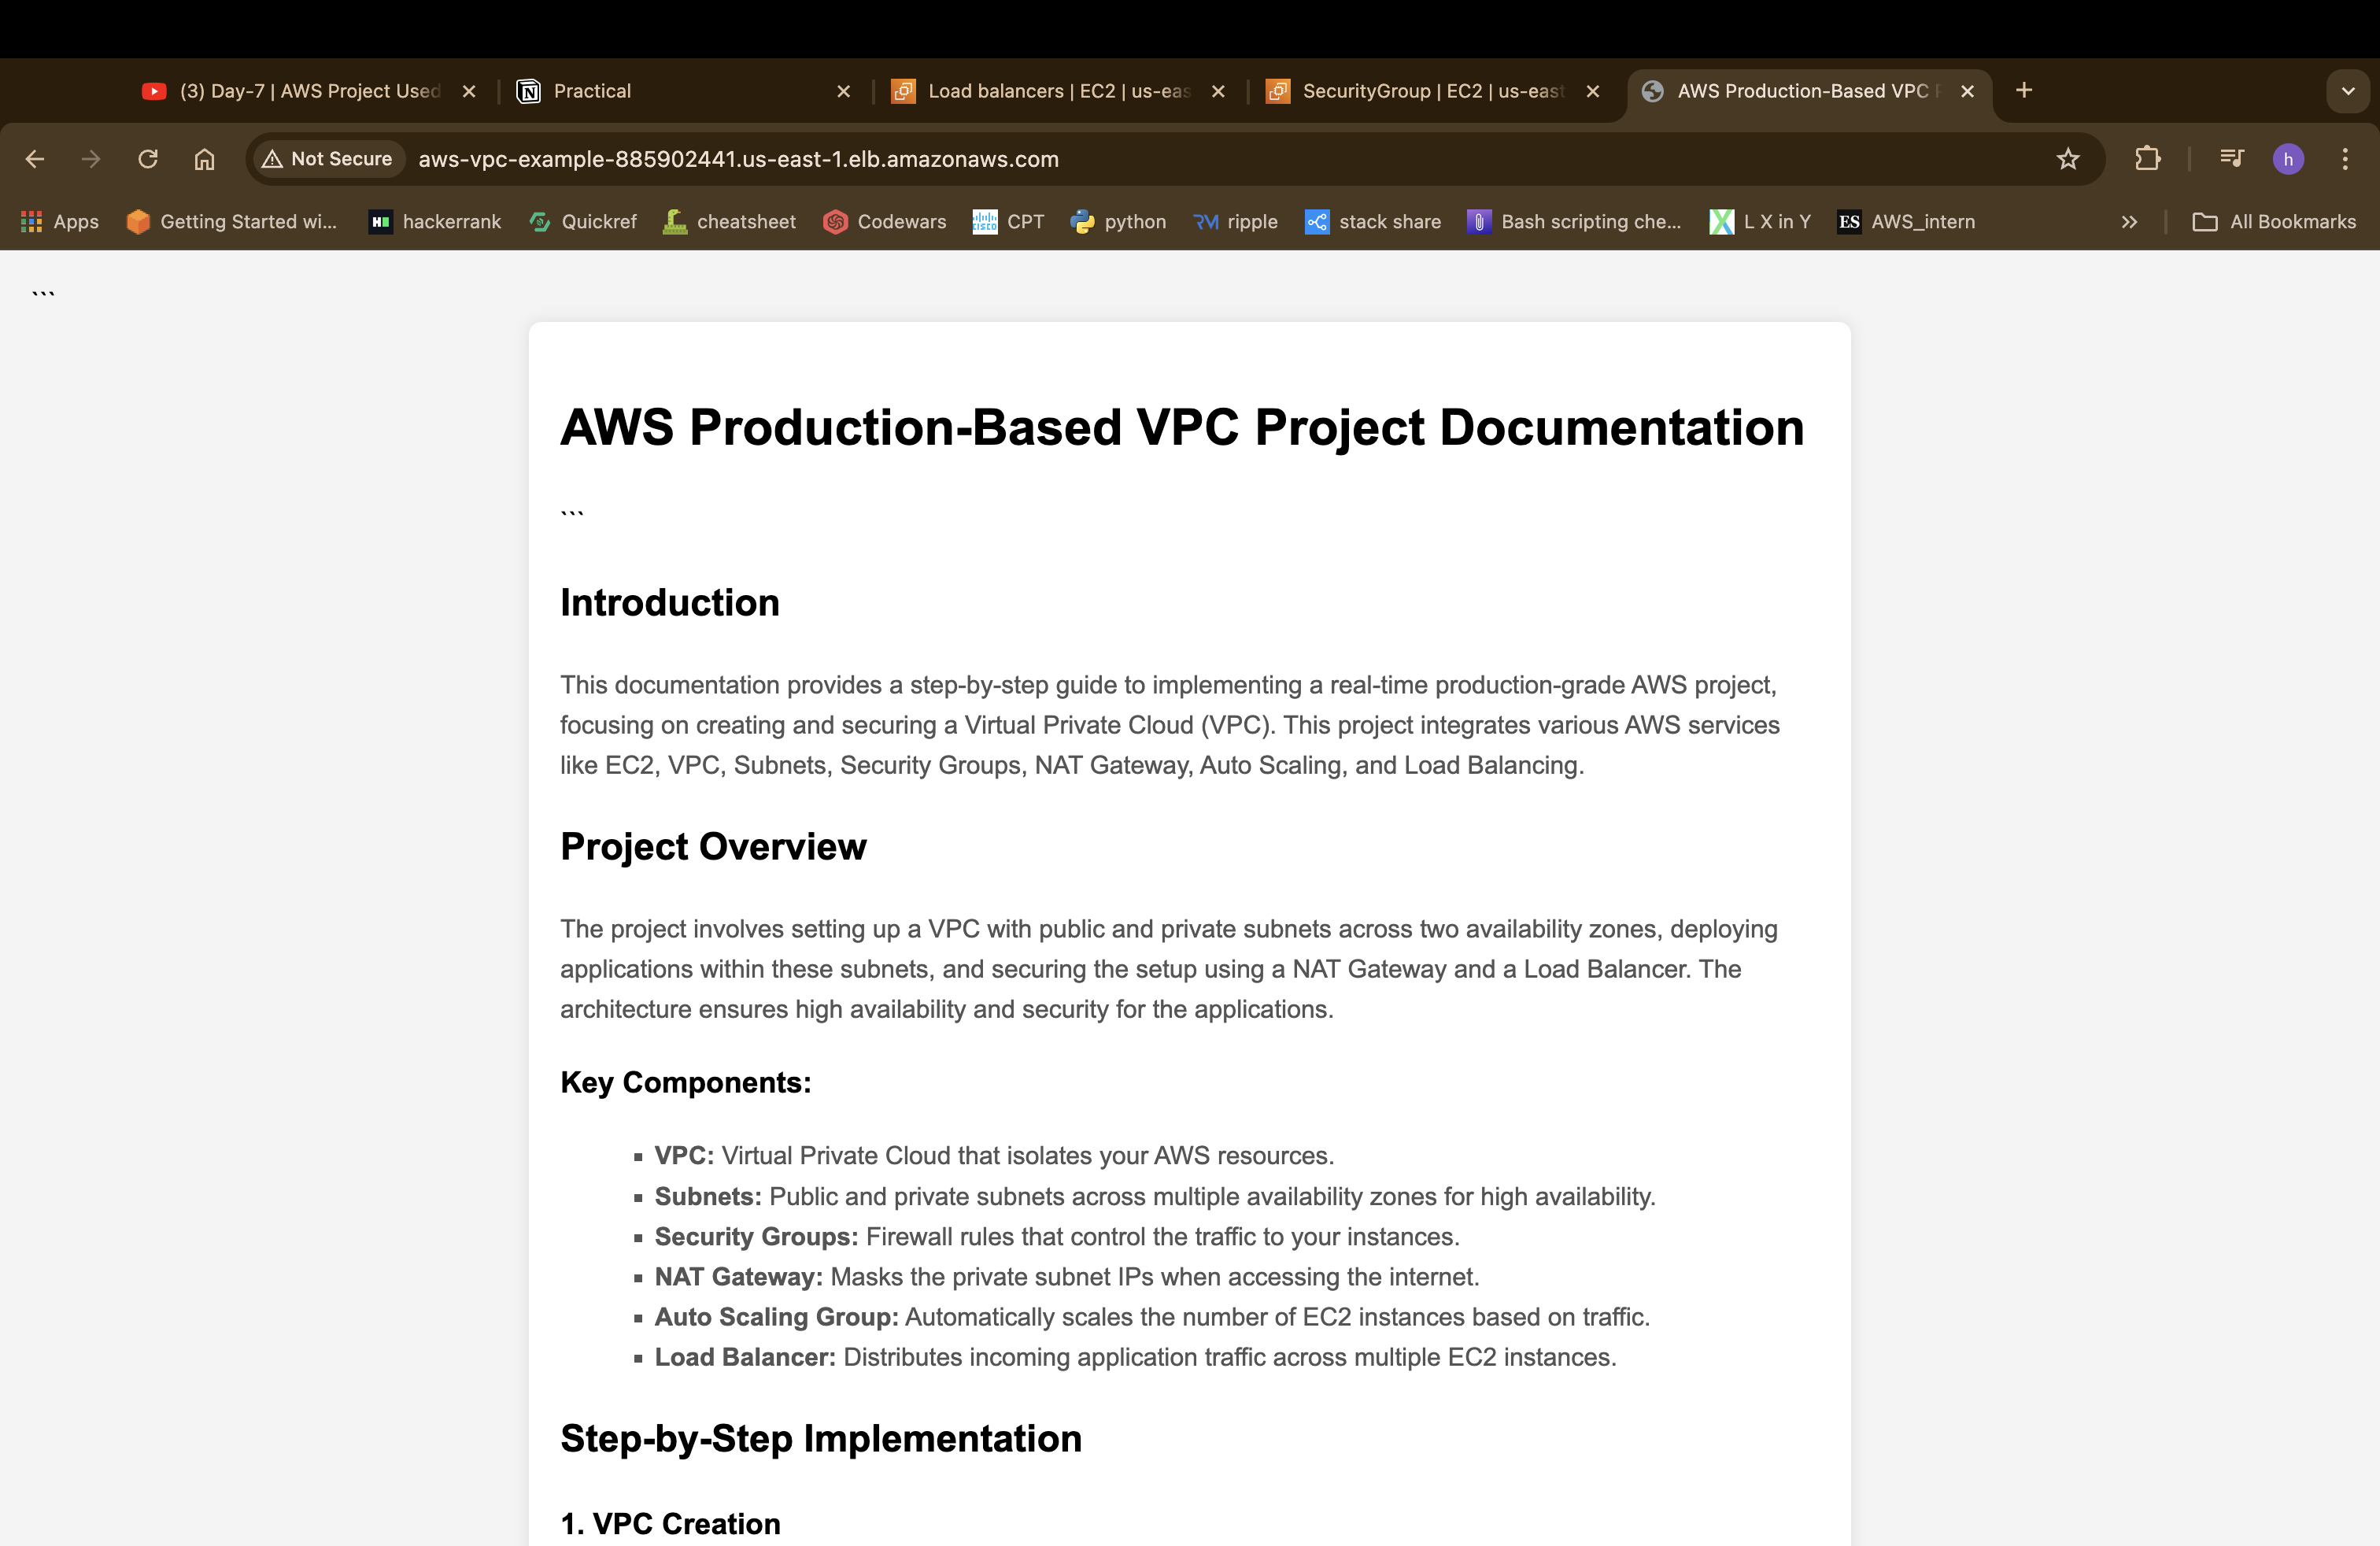 (3) Day-7 | AWS Project Used
Practical
Load balancers | EC2 | us-eas
SecurityGroup | EC2 | us-east
AWS Production-Based VPC P
Not Secure
aws-vpc-example-885902441.us-east-1.elb.amazonaws.com
h
Apps
Getting Started wi...
hackerrank
Quickref
cheatsheet
Codewars
CPT
python
ripple
stack share
Bash scripting che...
L X in Y
ES
AWS_intern
All Bookmarks
```
AWS Production-Based VPC Project Documentation
```
Introduction
This documentation provides a step-by-step guide to implementing a real-time production-grade AWS project,
focusing on creating and securing a Virtual Private Cloud (VPC). This project integrates various AWS services
like EC2, VPC, Subnets, Security Groups, NAT Gateway, Auto Scaling, and Load Balancing.
Project Overview
The project involves setting up a VPC with public and private subnets across two availability zones, deploying
applications within these subnets, and securing the setup using a NAT Gateway and a Load Balancer. The
architecture ensures high availability and security for the applications.
Key Components:
▪ VPC: Virtual Private Cloud that isolates your AWS resources.
▪ Subnets: Public and private subnets across multiple availability zones for high availability.
▪ Security Groups: Firewall rules that control the traffic to your instances.
▪ NAT Gateway: Masks the private subnet IPs when accessing the internet.
▪ Auto Scaling Group: Automatically scales the number of EC2 instances based on traffic.
▪ Load Balancer: Distributes incoming application traffic across multiple EC2 instances.
Step-by-Step Implementation
1. VPC Creation